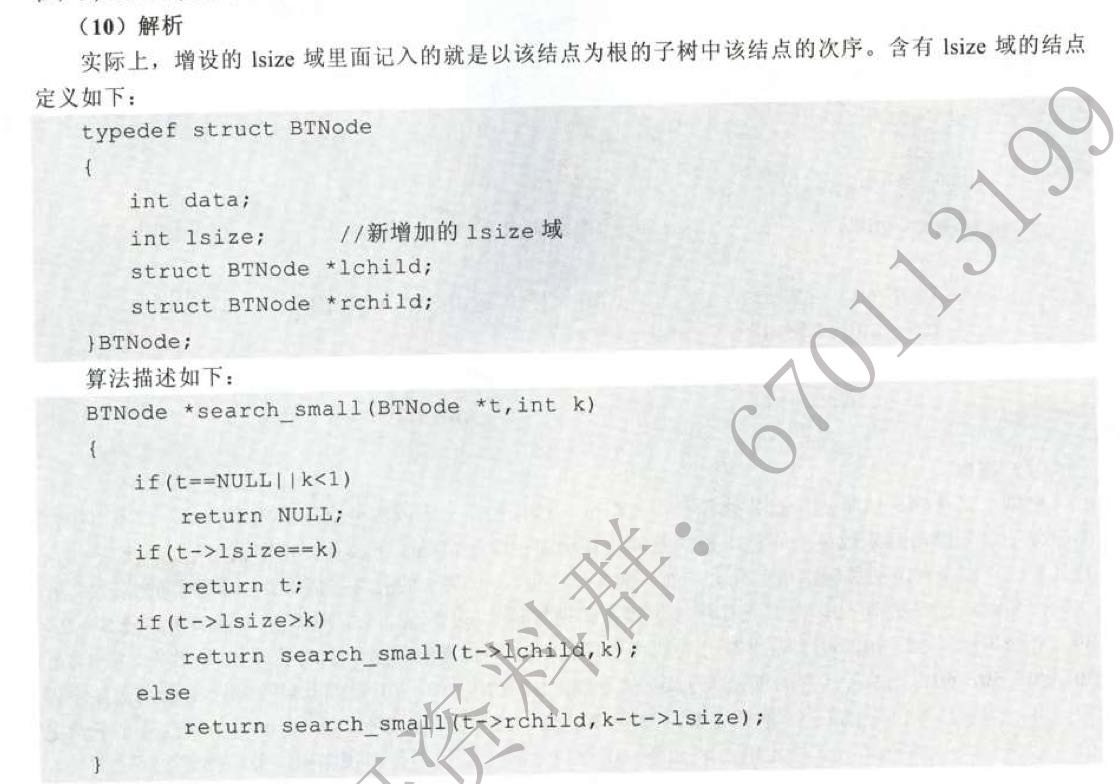 （10）解析
实际上，增设的 lsize 域里面记入的就是以该结点为根的子树中该结点的次序。含有 lsize 域的结点
定义如下：
typedef struct BTNode
{
int data;
int lsize; //新增加的 lsize 域
struct BTNode *lchild;
struct BTNode *rchild;
}BTNode;
算法描述如下：
BTNode *search_small(BTNode *t,int k)
{
if(t==NULL||k<1)
return NULL;
if(t->lsize==k)
return t;
if(t->lsize>k)
return search_small(t->lchild,k);
else
return search_small(t->rchild,k-t->lsize);
}
资料群：670113199